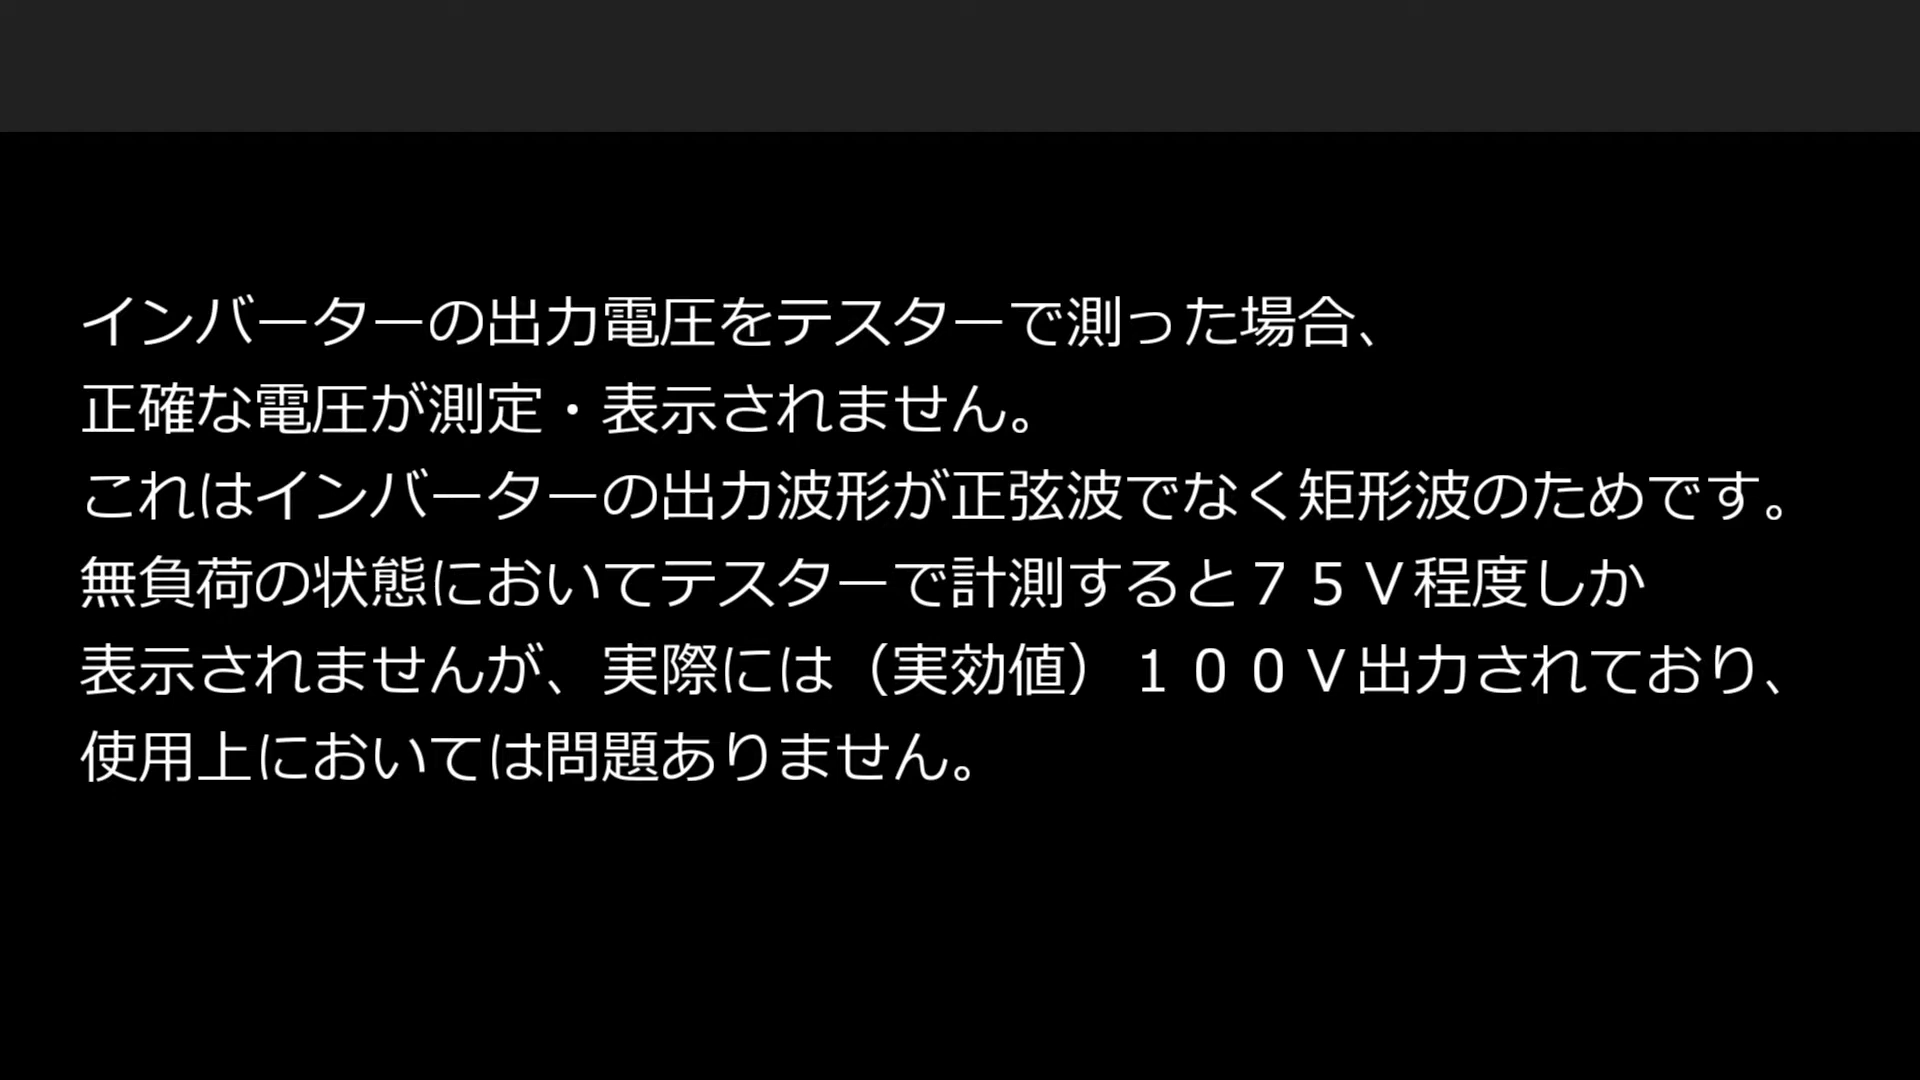 インバーターの出力電圧をテスターで測った場合、
正確な電圧が測定・表示されません。
これはインバーターの出力波形が正弦波でなく矩形波のためです。
無負荷の状態においてテスターで計測すると７５Ｖ程度しか
表示されませんが、実際には（実効値）１００Ｖ出力されており、
使用上においては問題ありません。